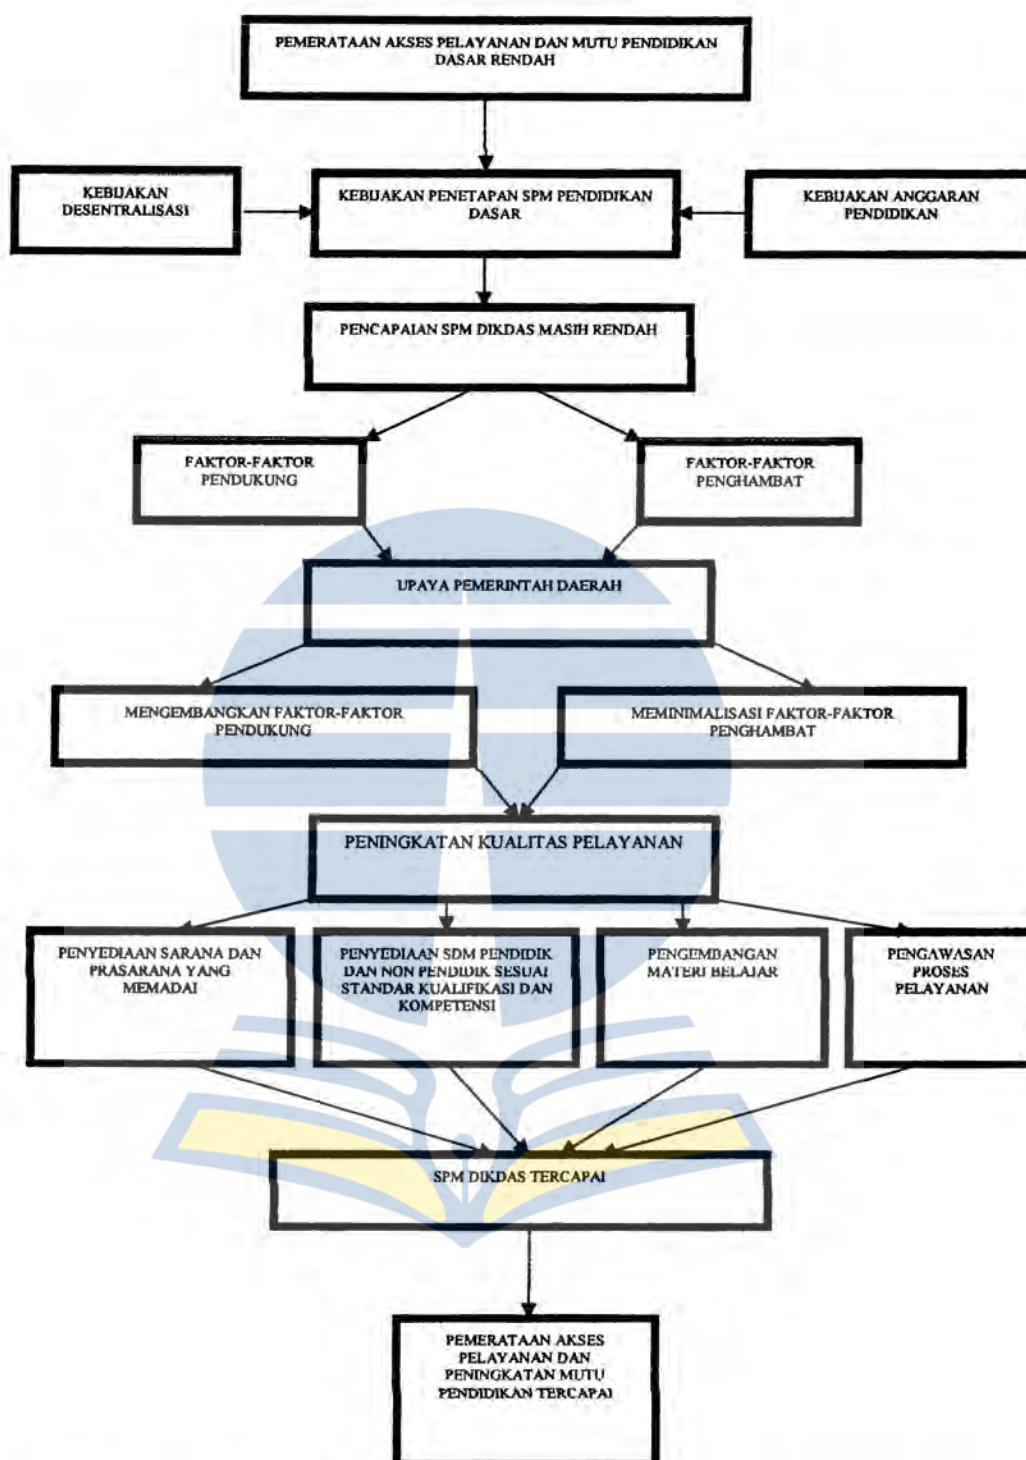 PEMERATAAN AKSES PELAYANAN DAN MUTU PENDIDIKAN
DASAR RENDAH
KEBIJAKAN
DESENTRALISASI
KEBIJAKAN PENETAPAN SPM PENDIDIKAN
DASAR
KEBIJAKAN ANGGARAN
PENDIDIKAN
PENCAPAIAN SPM DIKDAS MASIH RENDAH
FAKTOR-FAKTOR
PENDUKUNG
FAKTOR-FAKTOR
PENGHAMBAT
UPAYA PEMERINTAH DAERAH
MENGEMBANGKAN FAKTOR-FAKTOR
PENDUKUNG
MEMINIMALISASI FAKTOR-FAKTOR
PENGHAMBAT
PENINGKATAN KUALITAS PELAYANAN
PENYEDIAAN SARANA DAN
PRASARANA YANG
MEMADAI
PENYEDIAAN SDM PENDIDIK
DAN NON PENDIDIK SESUAI
STANDAR KUALIFIKASI DAN
KOMPETENSI
PENGEMBANGAN
MATERI BELAJAR
PENGAWASAN
PROSES
PELAYANAN
SPM DIKDAS TERCAPAI
PEMERATAAN AKSES
PELAYANAN DAN
PENINGKATAN MUTU
PENDIDIKAN TERCAPAI